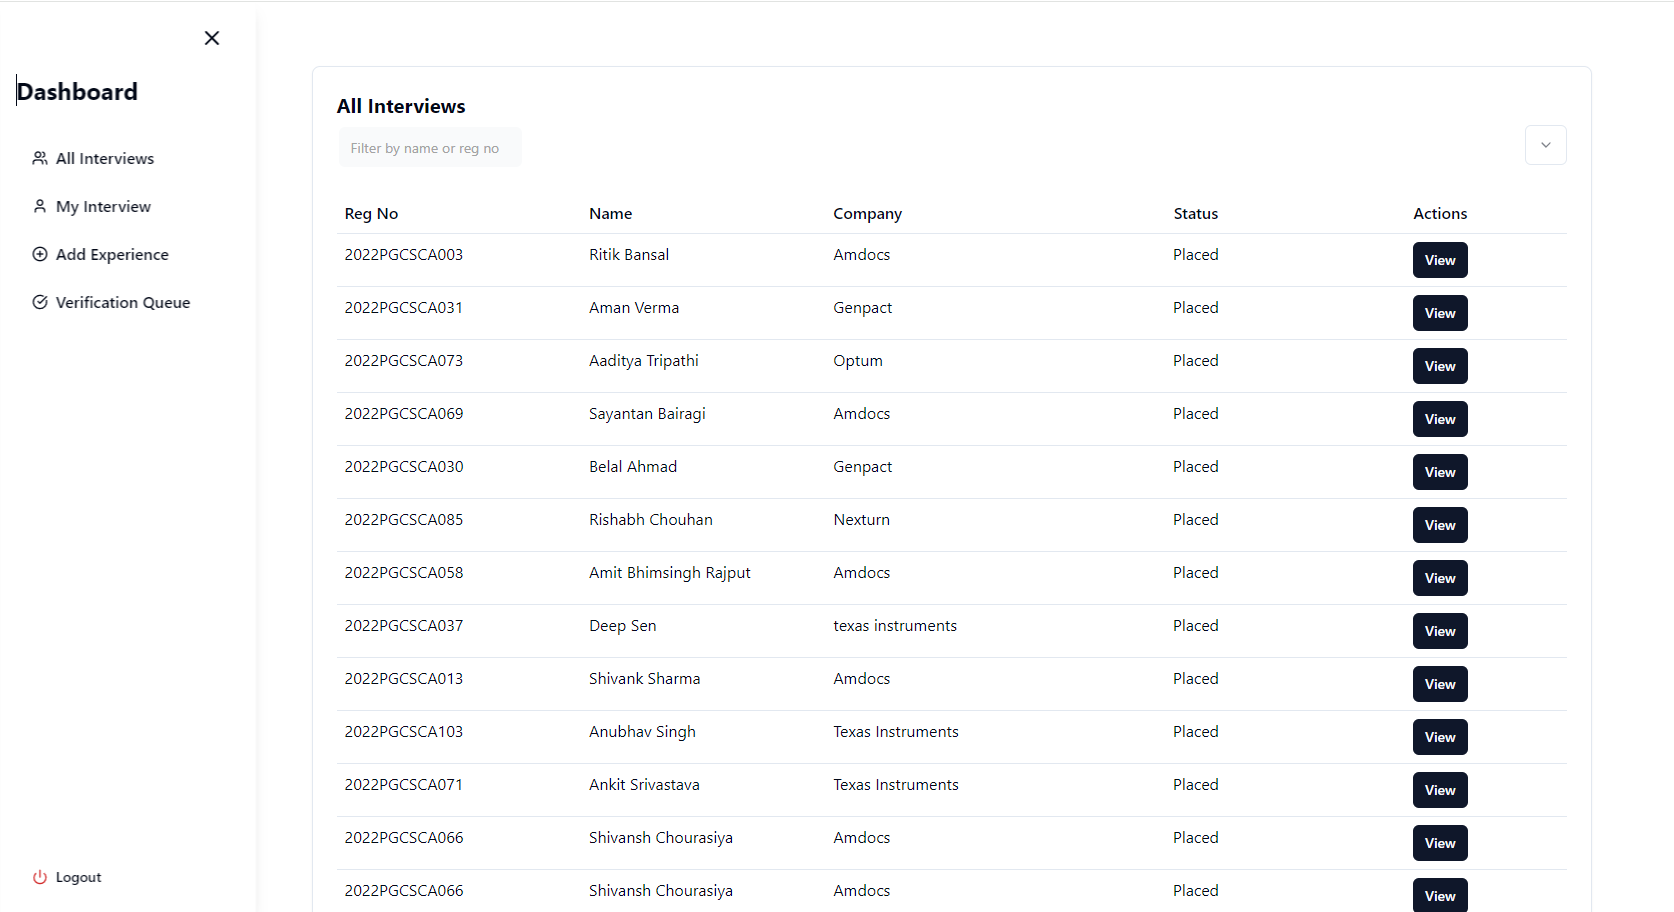 Dashboard
All Interviews
My Interview
Add Experience
Verification Queue
Logout
All Interviews
Filter by name or reg no
Reg No Name Company Status Actions
2022PGCSCA003 Ritik Bansal Amdocs Placed View
2022PGCSCA031 Aman Verma Genpact Placed View
2022PGCSCA073 Aaditya Tripathi Optum Placed View
2022PGCSCA069 Sayantan Bairagi Amdocs Placed View
2022PGCSCA030 Belal Ahmad Genpact Placed View
2022PGCSCA085 Rishabh Chouhan Nexturn Placed View
2022PGCSCA058 Amit Bhimsingh Rajput Amdocs Placed View
2022PGCSCA037 Deep Sen texas instruments Placed View
2022PGCSCA013 Shivank Sharma Amdocs Placed View
2022PGCSCA103 Anubhav Singh Texas Instruments Placed View
2022PGCSCA071 Ankit Srivastava Texas Instruments Placed View
2022PGCSCA066 Shivansh Chourasiya Amdocs Placed View
2022PGCSCA066 Shivansh Chourasiya Amdocs Placed View